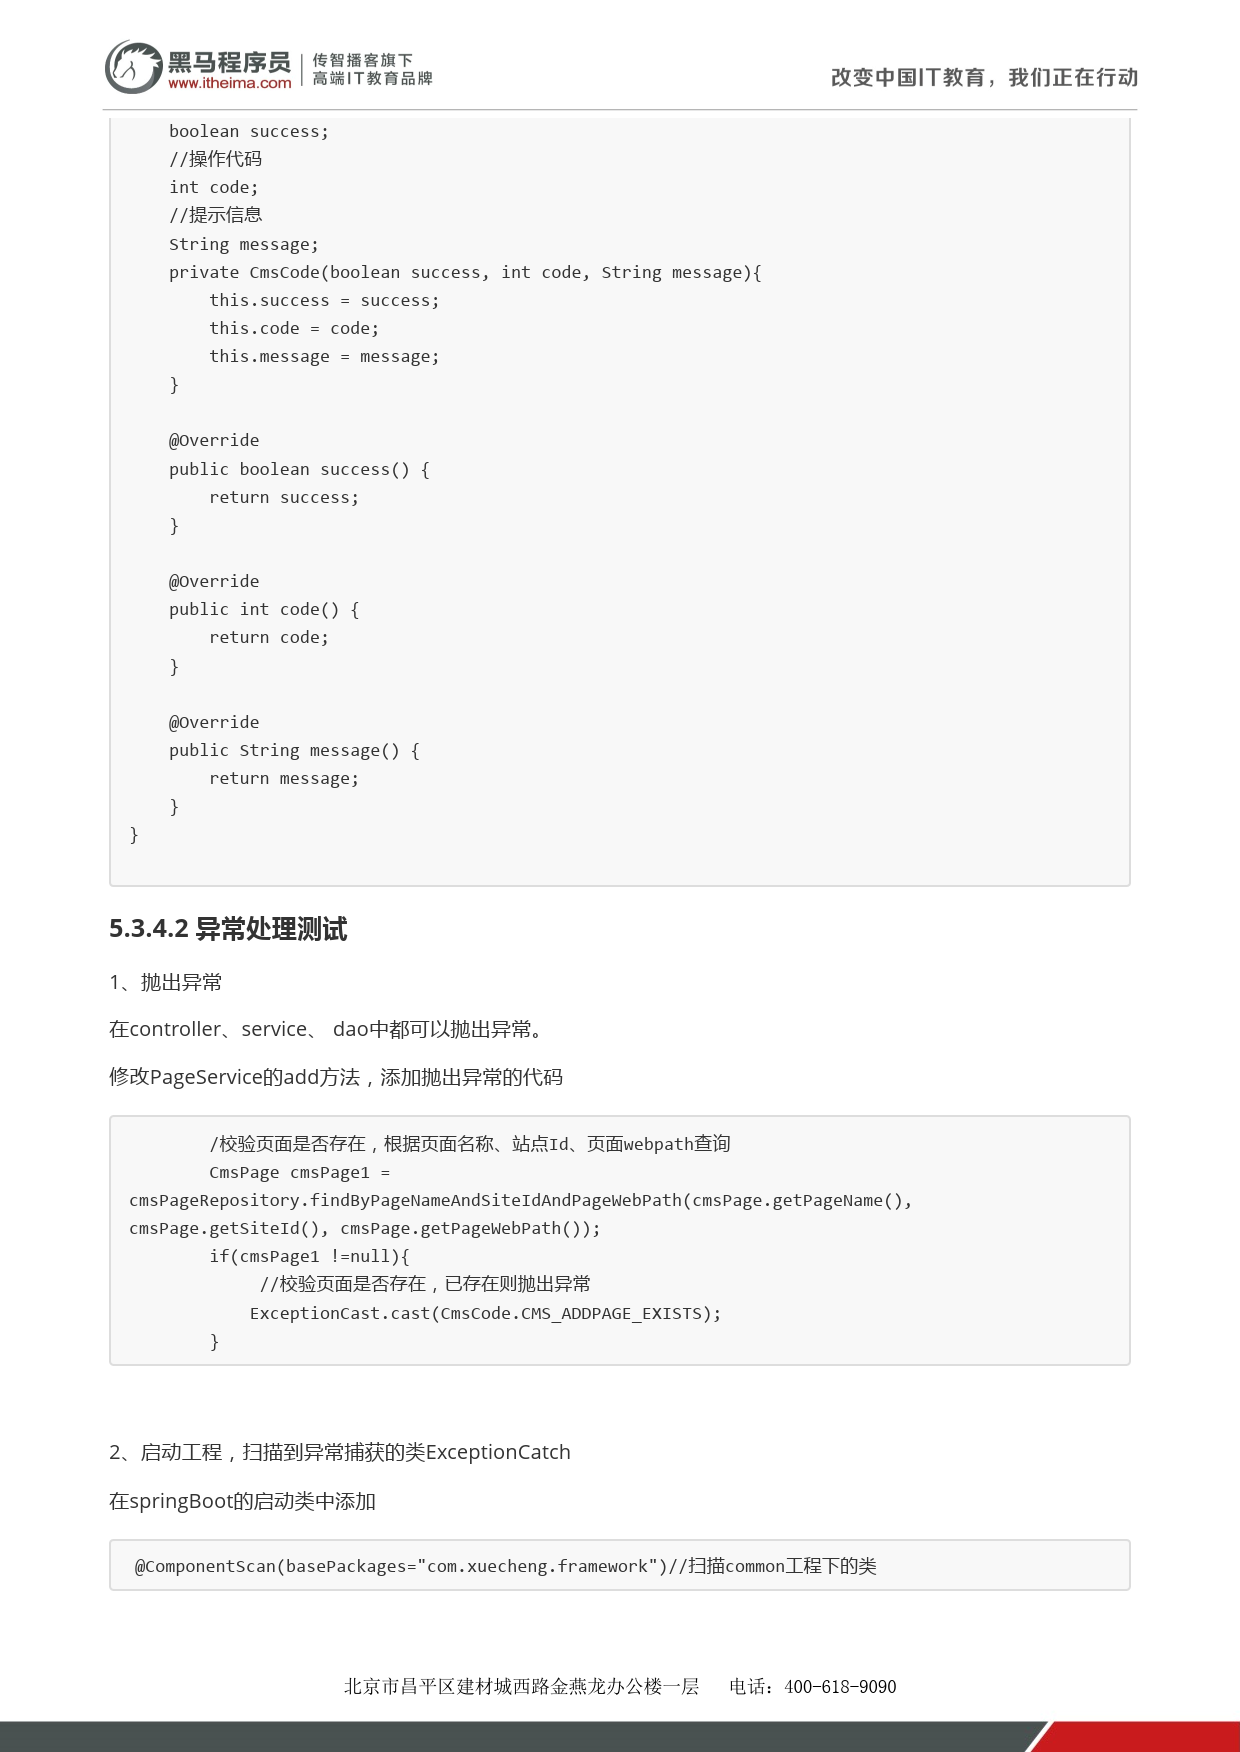 黑马程序员
www.itheima.com
传智播客旗下
高端IT教育品牌
改变中国IT教育，我们正在行动
    boolean success;
    //操作代码
    int code;
    //提示信息
    String message;
    private CmsCode(boolean success, int code, String message){
        this.success = success;
        this.code = code;
        this.message = message;
    }
    @Override
    public boolean success() {
        return success;
    }
    @Override
    public int code() {
        return code;
    }
    @Override
    public String message() {
        return message;
    }
}
5.3.4.2 异常处理测试
1、抛出异常
在controller、service、 dao中都可以抛出异常。
修改PageService的add方法，添加抛出异常的代码
        /校验页面是否存在，根据页面名称、站点Id、页面webpath查询
        CmsPage cmsPage1 =
cmsPageRepository.findByPageNameAndSiteIdAndPageWebPath(cmsPage.getPageName(),
cmsPage.getSiteId(), cmsPage.getPageWebPath());
        if(cmsPage1 !=null){
             //校验页面是否存在，已存在则抛出异常
            ExceptionCast.cast(CmsCode.CMS_ADDPAGE_EXISTS);
        }
2、启动工程，扫描到异常捕获的类ExceptionCatch
在springBoot的启动类中添加
@ComponentScan(basePackages="com.xuecheng.framework")//扫描common工程下的类
北京市昌平区建材城西路金燕龙办公楼一层 电话：400-618-9090